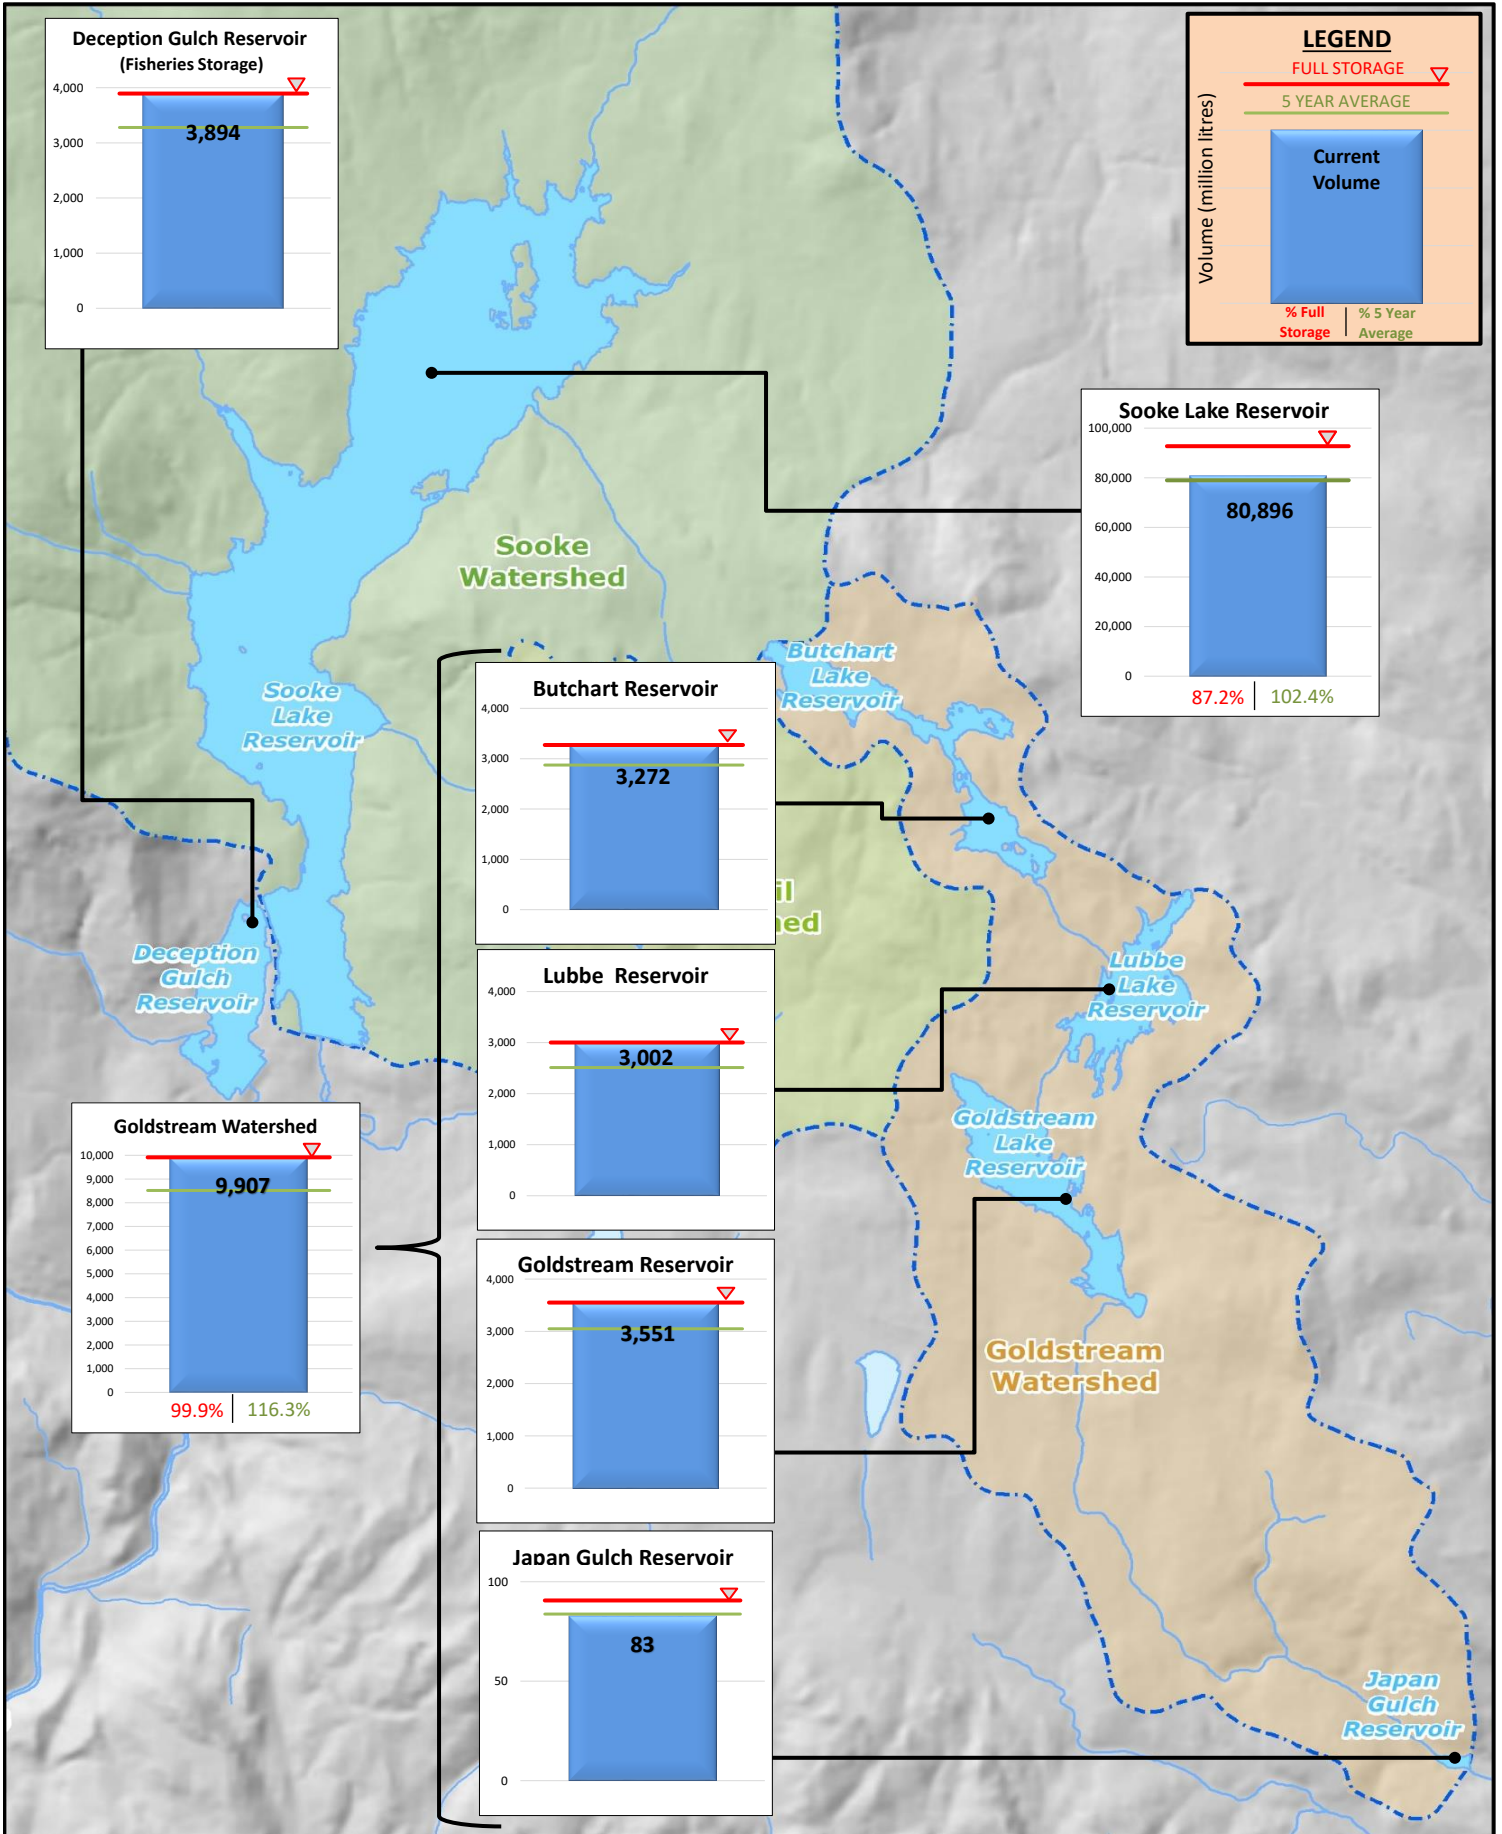 Deception Gulch Reservoir
(Fisheries Storage)
4,000
3,000
2,000
1,000
0
3,894
LEGEND
FULL STORAGE
5 YEAR AVERAGE
Volume (million litres)
Current
Volume
% Full
Storage
% 5 Year
Average
Sooke Lake Reservoir
100,000
80,000
60,000
40,000
20,000
0
80,896
87.2%
102.4%
Sooke
Watershed
Sooke
Lake
Reservoir
Butchart
Lake
Reservoir
Butchart Reservoir
4,000
3,000
2,000
1,000
0
3,272
il
ed
Deception
Gulch
Reservoir
Lubbe Reservoir
4,000
3,000
2,000
1,000
0
3,002
Lubbe
Lake
Reservoir
Goldstream Watershed
10,000
9,000
8,000
7,000
6,000
5,000
4,000
3,000
2,000
1,000
0
9,907
99.9%
116.3%
Goldstream
Lake
Reservoir
Goldstream Reservoir
4,000
3,000
2,000
1,000
0
3,551
Goldstream
Watershed
Japan Gulch Reservoir
100
50
0
83
Japan
Gulch
Reservoir